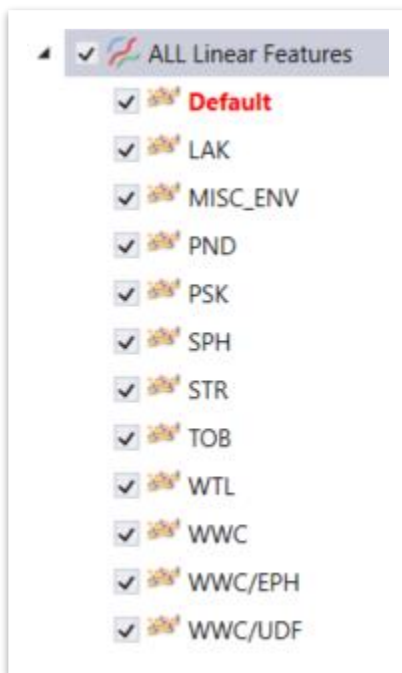 ALL Linear Features
Default
LAK
MISC_ENV
PND
PSK
SPH
STR
TOB
WTL
WWC
WWC/EPH
WWC/UDF